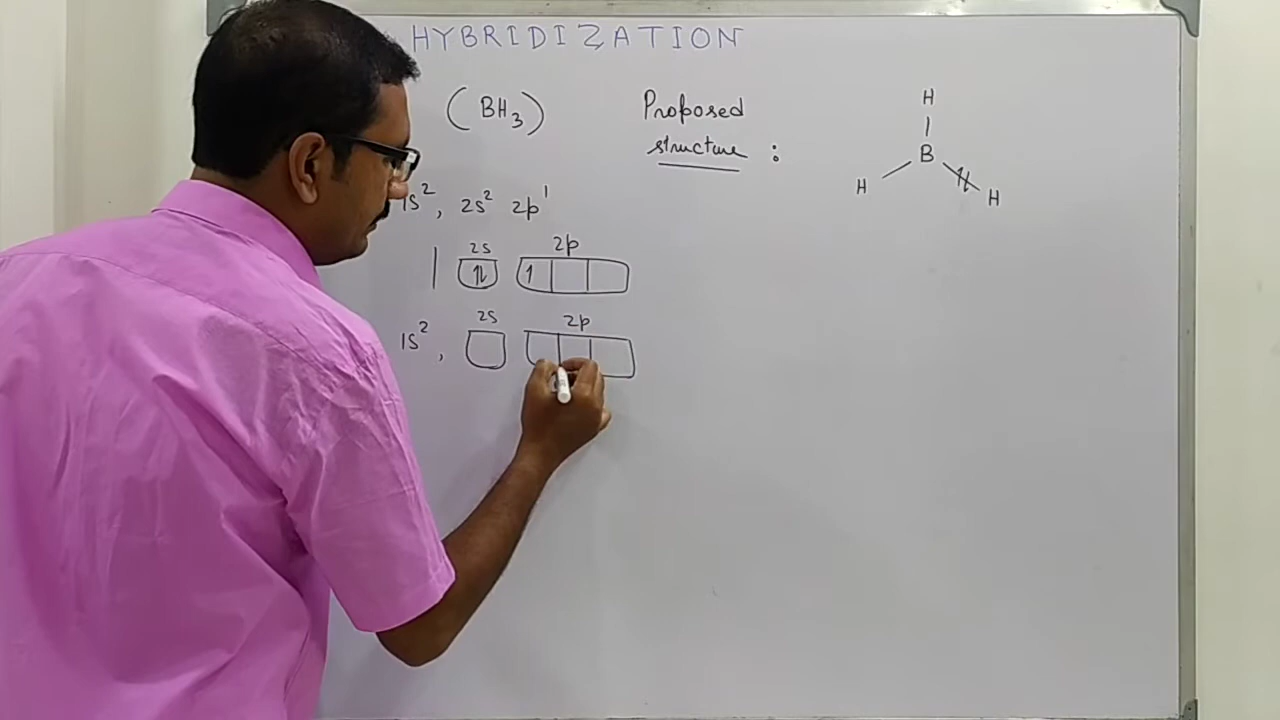 HYBRIDIZATION
(BH₃)
Proposed
structure :
H
B
H
H
1s², 2s² 2p¹
2s 2p
⇅ ↑
2s 2p
1s²,